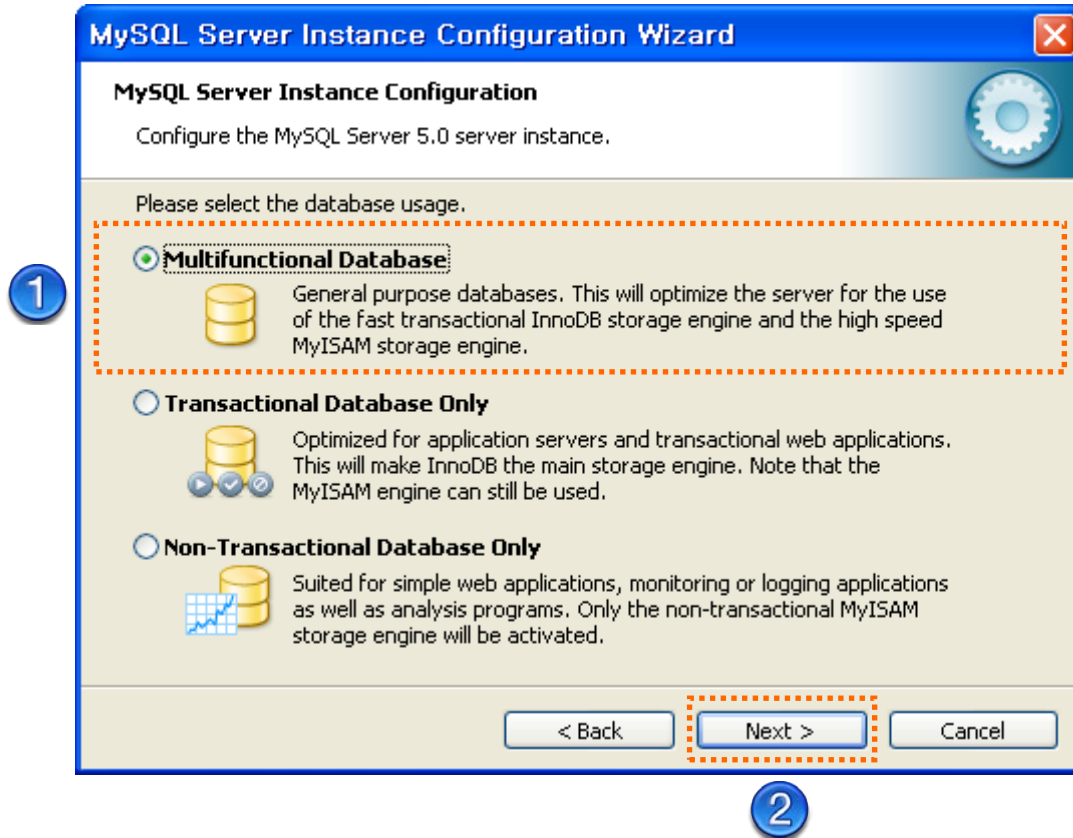 MySQL Server Instance Configuration Wizard
MySQL Server Instance Configuration
Configure the MySQL Server 5.0 server instance.
Please select the database usage.
1
Multifunctional Database
General purpose databases. This will optimize the server for the use
of the fast transactional InnoDB storage engine and the high speed
MyISAM storage engine.
Transactional Database Only
Optimized for application servers and transactional web applications.
This will make InnoDB the main storage engine. Note that the
MyISAM engine can still be used.
Non-Transactional Database Only
Suited for simple web applications, monitoring or logging applications
as well as analysis programs. Only the non-transactional MyISAM
storage engine will be activated.
< Back Next > Cancel
2